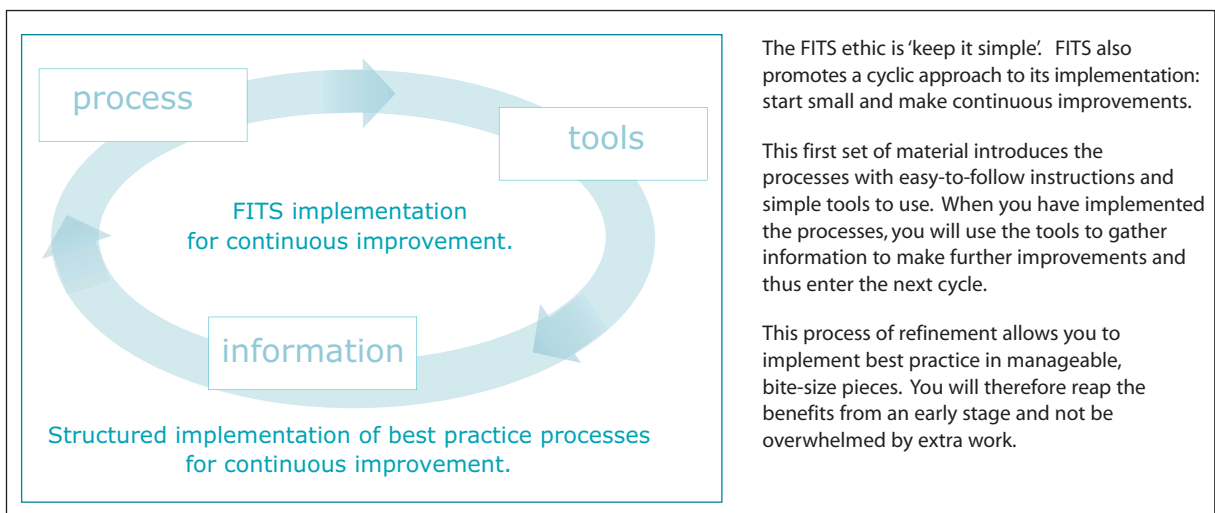 process
tools
FITS implementation
for continuous improvement.
information
Structured implementation of best practice processes
for continuous improvement.
The FITS ethic is ‘keep it simple’. FITS also
promotes a cyclic approach to its implementation:
start small and make continuous improvements.
This first set of material introduces the
processes with easy-to-follow instructions and
simple tools to use. When you have implemented
the processes, you will use the tools to gather
information to make further improvements and
thus enter the next cycle.
This process of refinement allows you to
implement best practice in manageable,
bite-size pieces. You will therefore reap the
benefits from an early stage and not be
overwhelmed by extra work.